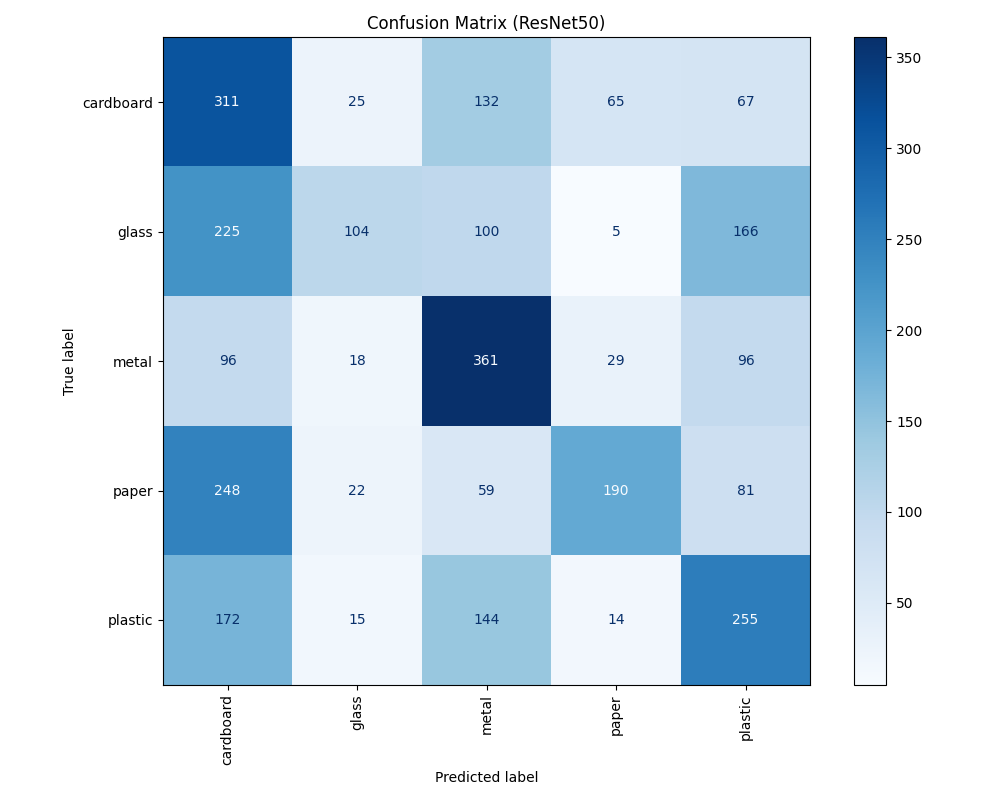 Confusion Matrix (ResNet50)
cardboard 311 25 132 65 67
glass 225 104 100 5 166
metal 96 18 361 29 96
paper 248 22 59 190 81
plastic 172 15 144 14 255
True label
cardboard glass metal paper plastic
Predicted label
350
300
250
200
150
100
50